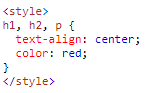 <style>
h1, h2, p {
  text-align: center;
  color: red;
}
</style>